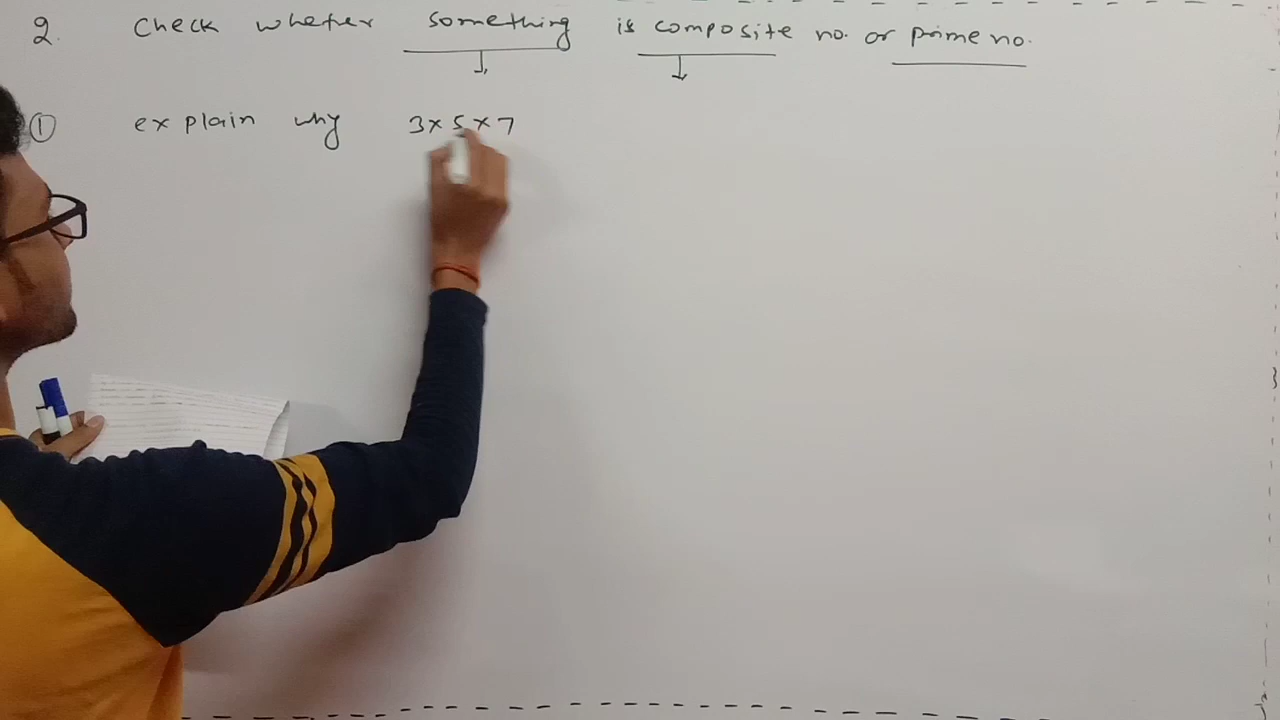 2. Check whether something is composite no. or prime no.
① explain why 3×5×7